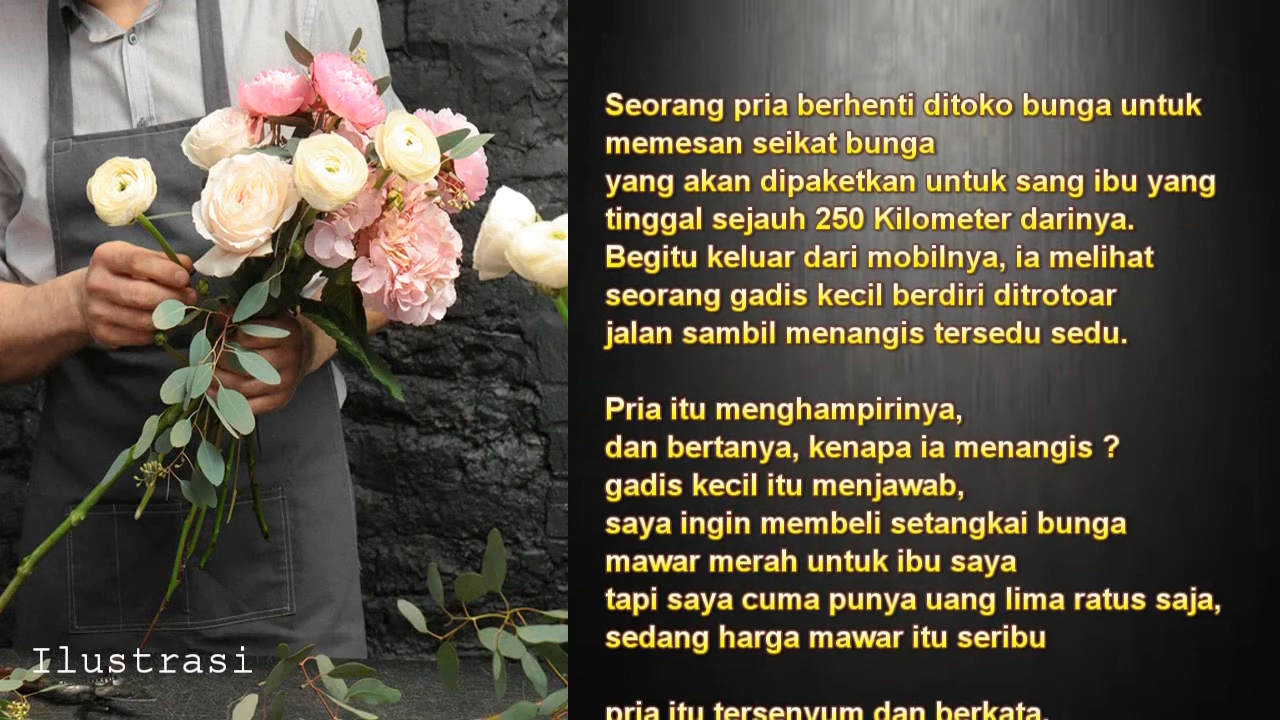 Seorang pria berhenti ditoko bunga untuk
memesan seikat bunga
yang akan dipaketkan untuk sang ibu yang
tinggal sejauh 250 Kilometer darinya.
Begitu keluar dari mobilnya, ia melihat
seorang gadis kecil berdiri ditrotoar
jalan sambil menangis tersedu sedu.
Pria itu menghampirinya,
dan bertanya, kenapa ia menangis ?
gadis kecil itu menjawab,
saya ingin membeli setangkai bunga
mawar merah untuk ibu saya
tapi saya cuma punya uang lima ratus saja,
sedang harga mawar itu seribu
pria itu tersenyum dan berkata,
Ilustrasi